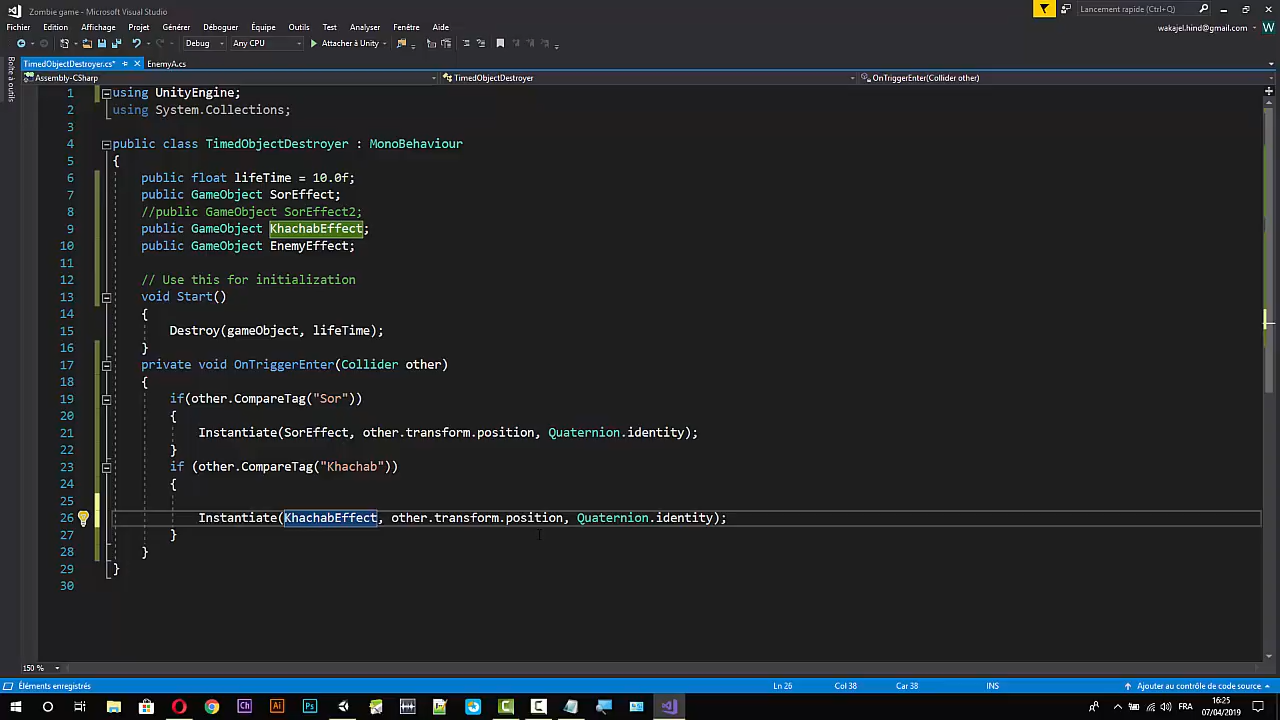 Zombie game - Microsoft Visual Studio
Lancement rapide (Ctrl+Q)
Fichier Edition Affichage Projet Générer Déboguer Équipe Outils Test Analyser Fenêtre Aide
wakajel.hind@gmail.com W
Debug Any CPU Attacher à Unity
Boîte à outils
TimedObjectDestroyer.cs* EnemyA.cs
Assembly-CSharp TimedObjectDestroyer OnTriggerEnter(Collider other)
1 using UnityEngine;
2 using System.Collections;
3
4 public class TimedObjectDestroyer : MonoBehaviour
5 {
6 public float lifeTime = 10.0f;
7 public GameObject SorEffect;
8 //public GameObject SorEffect2;
9 public GameObject KhachabEffect;
10 public GameObject EnemyEffect;
11
12 // Use this for initialization
13 void Start()
14 {
15 Destroy(gameObject, lifeTime);
16 }
17 private void OnTriggerEnter(Collider other)
18 {
19 if(other.CompareTag("Sor"))
20 {
21 Instantiate(SorEffect, other.transform.position, Quaternion.identity);
22 }
23 if (other.CompareTag("Khachab"))
24 {
25
26 Instantiate(KhachabEffect, other.transform.position, Quaternion.identity);
27 }
28 }
29 }
30
150 %
Éléments enregistrés Ln 26 Col 38 Car 38 INS Ajouter au contrôle de code source
Ch Ai Ps FRA 16:25
07/04/2019